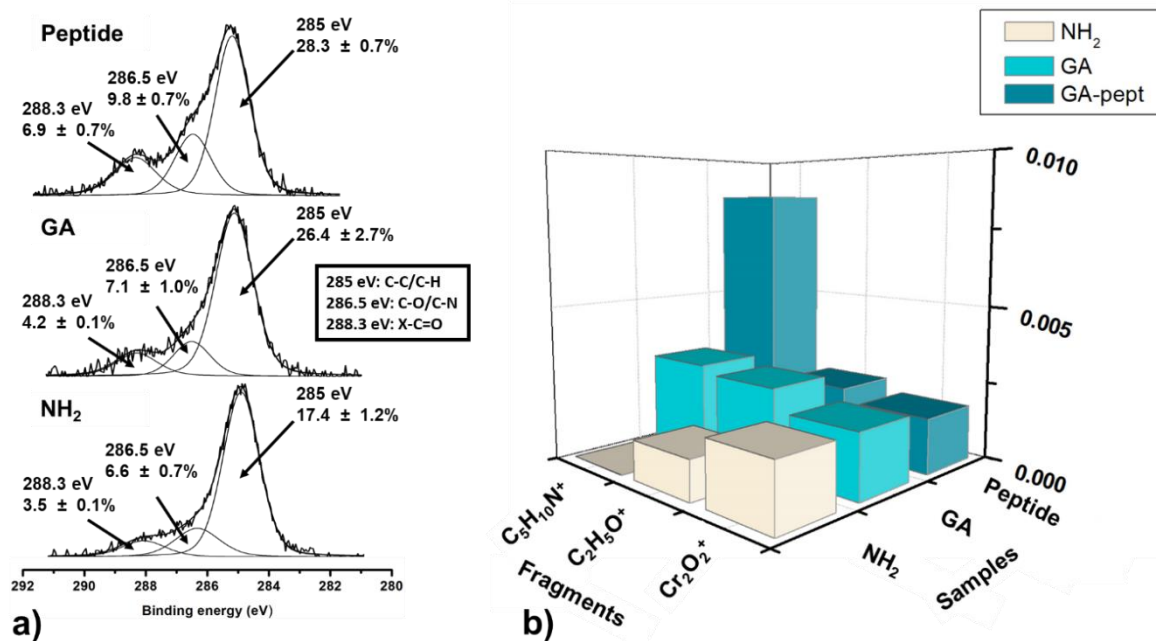 Peptide
285 eV
28.3 ± 0.7%
286.5 eV
9.8 ± 0.7%
288.3 eV
6.9 ± 0.7%
GA
285 eV
26.4 ± 2.7%
286.5 eV
7.1 ± 1.0%
288.3 eV
4.2 ± 0.1%
285 eV: C-C/C-H
286.5 eV: C-O/C-N
288.3 eV: X-C=O
NH₂
285 eV
17.4 ± 1.2%
286.5 eV
6.6 ± 0.7%
288.3 eV
3.5 ± 0.1%
292 290 288 286 284 282 280
Binding energy (eV)
a)
NH₂
GA
GA-pept
0.010
0.005
0.000
C₅H₁₀N⁺
C₂H₅O⁺
Cr₂O₂⁺
Fragments
NH₂
GA
Peptide
Samples
b)